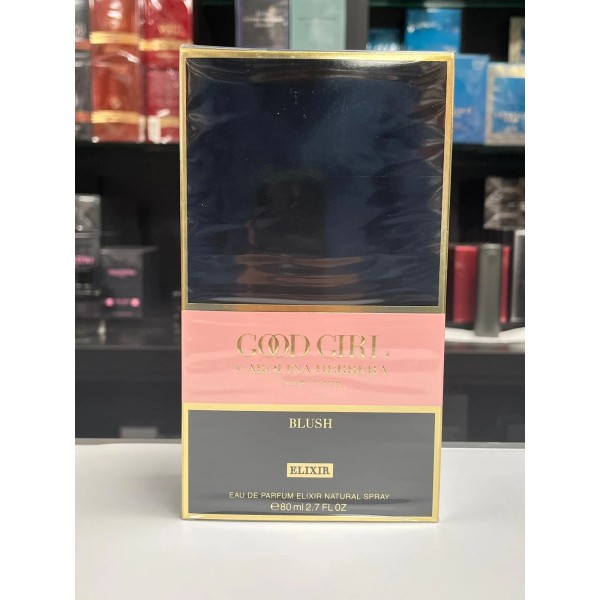 GOOD GIRL
CAROLINA HERRERA
BLUSH
ELIXIR
EAU DE PARFUM ELIXIR NATURAL SPRAY
℮80 ml 2.7 FL OZ